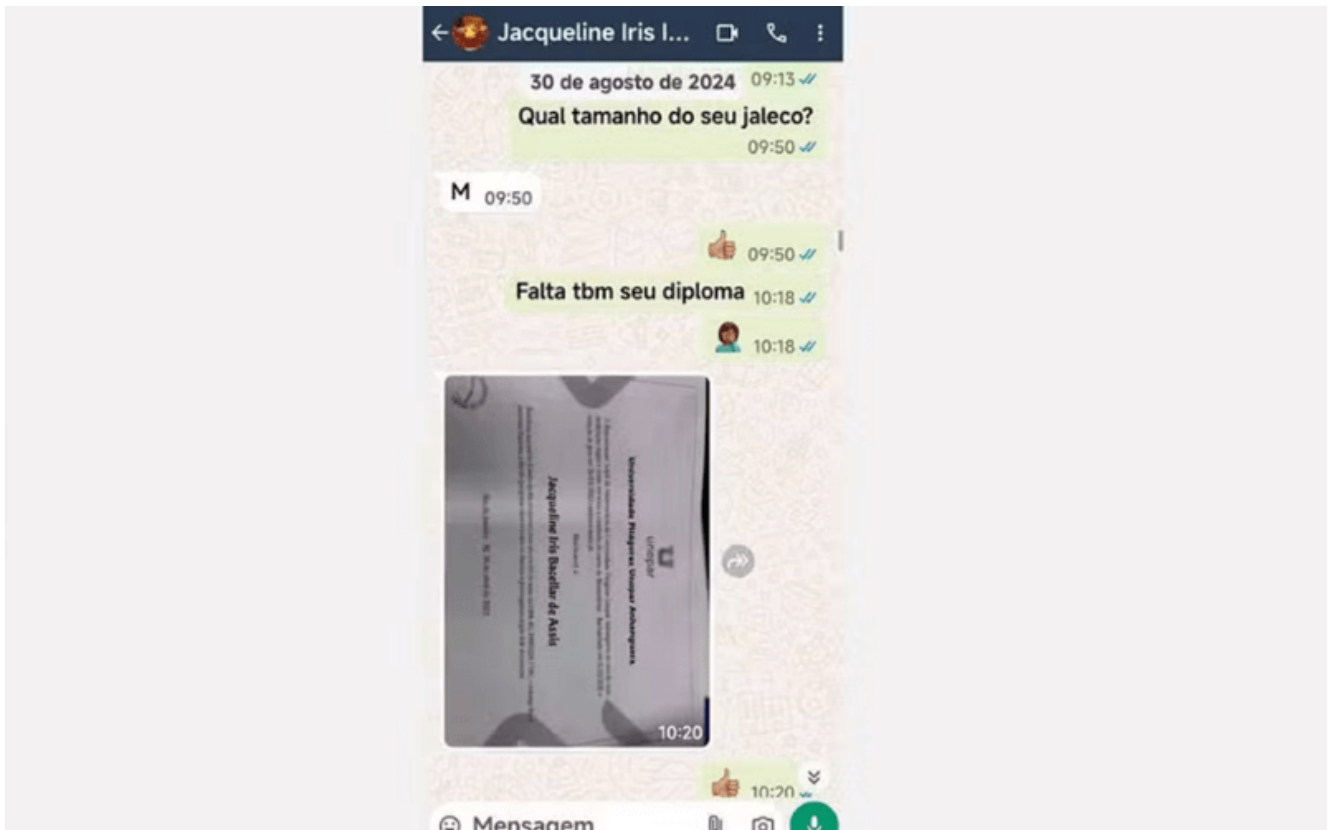 Jacqueline Iris I...
30 de agosto de 2024 09:13
Qual tamanho do seu jaleco?
09:50
M 09:50
09:50
Falta tbm seu diploma 10:18
10:18
unopar
Universidade Pitágoras Unopar Anhanguera
Jacqueline Iris Bacellar de Assis
10:20
10:20
Mensagem